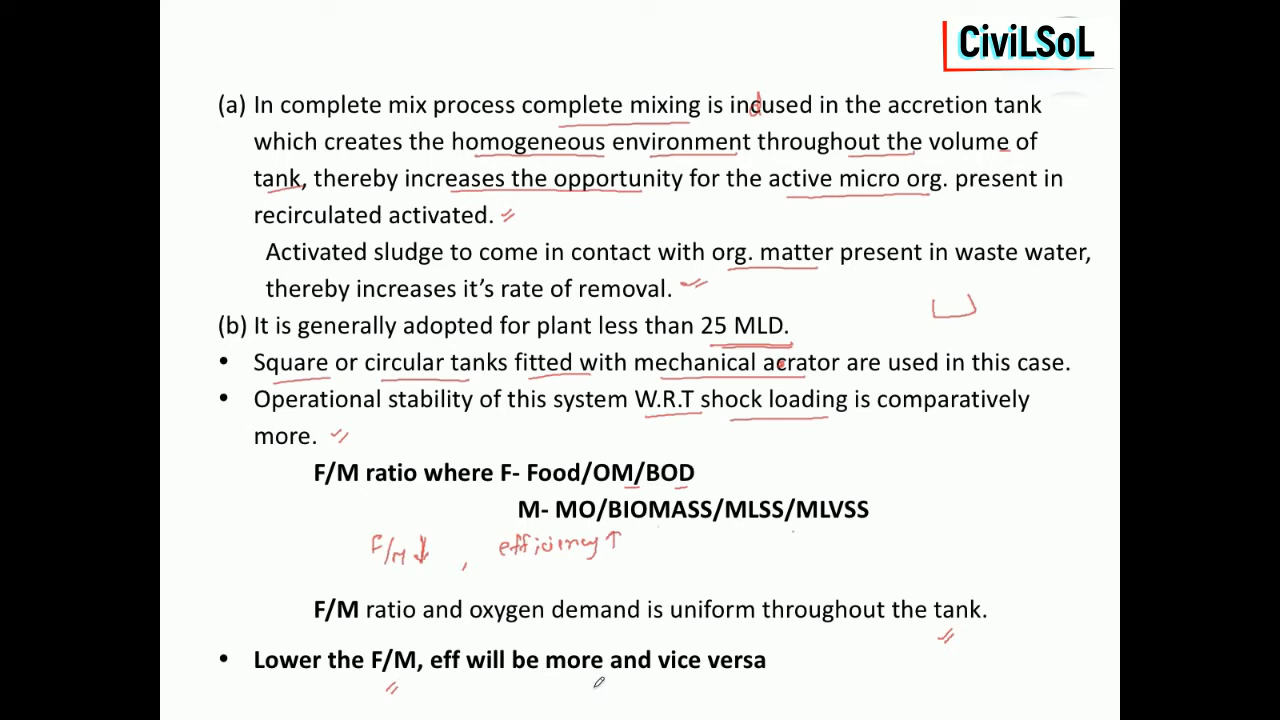 CiviLSoL
(a) In complete mix process complete mixing is indused in the accretion tank
which creates the homogeneous environment throughout the volume of
tank, thereby increases the opportunity for the active micro org. present in
recirculated activated.
Activated sludge to come in contact with org. matter present in waste water,
thereby increases it’s rate of removal.
(b) It is generally adopted for plant less than 25 MLD.
• Square or circular tanks fitted with mechanical aerator are used in this case.
• Operational stability of this system W.R.T shock loading is comparatively
more.
F/M ratio where F- Food/OM/BOD
M- MO/BIOMASS/MLSS/MLVSS
F/M ↓ , efficiency ↑
F/M ratio and oxygen demand is uniform throughout the tank.
• Lower the F/M, eff will be more and vice versa